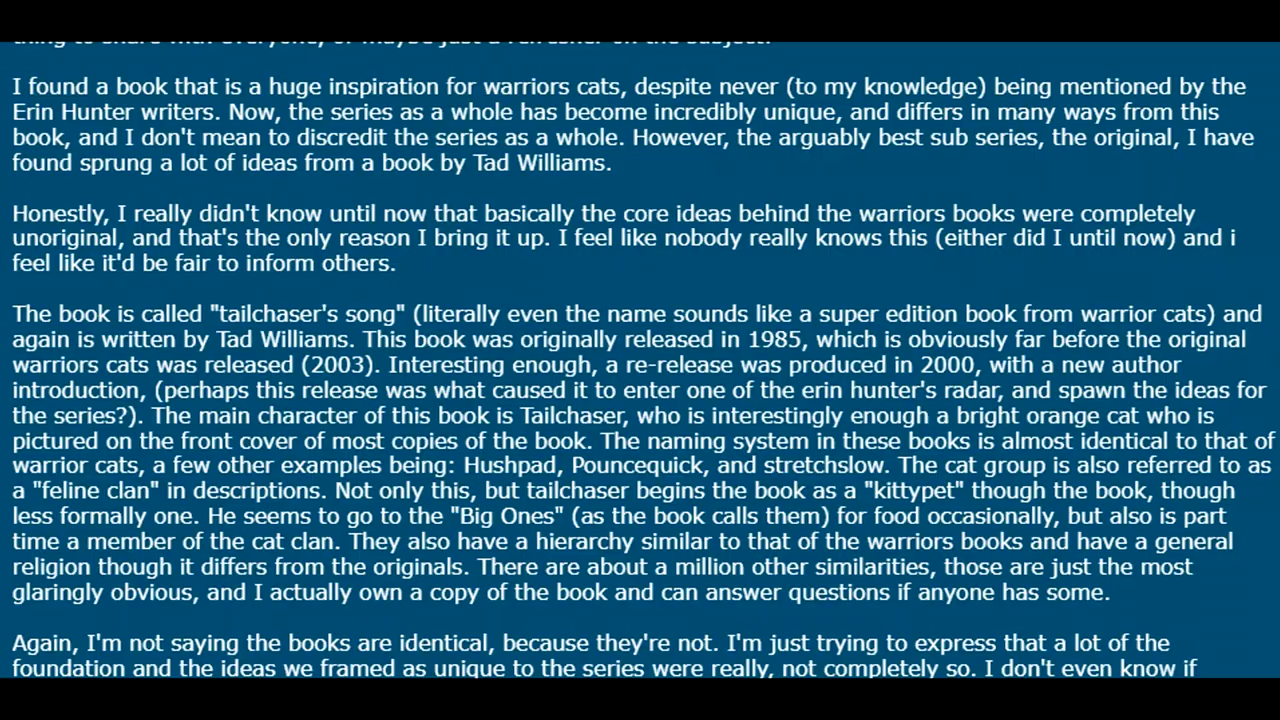 thing to share with everyone, or maybe just a refresher on the subject.
I found a book that is a huge inspiration for warriors cats, despite never (to my knowledge) being mentioned by the
Erin Hunter writers. Now, the series as a whole has become incredibly unique, and differs in many ways from this
book, and I don't mean to discredit the series as a whole. However, the arguably best sub series, the original, I have
found sprung a lot of ideas from a book by Tad Williams.
Honestly, I really didn't know until now that basically the core ideas behind the warriors books were completely
unoriginal, and that's the only reason I bring it up. I feel like nobody really knows this (either did I until now) and i
feel like it'd be fair to inform others.
The book is called "tailchaser's song" (literally even the name sounds like a super edition book from warrior cats) and
again is written by Tad Williams. This book was originally released in 1985, which is obviously far before the original
warriors cats was released (2003). Interesting enough, a re-release was produced in 2000, with a new author
introduction, (perhaps this release was what caused it to enter one of the erin hunter's radar, and spawn the ideas for
the series?). The main character of this book is Tailchaser, who is interestingly enough a bright orange cat who is
pictured on the front cover of most copies of the book. The naming system in these books is almost identical to that of
warrior cats, a few other examples being: Hushpad, Pouncequick, and stretchslow. The cat group is also referred to as
a "feline clan" in descriptions. Not only this, but tailchaser begins the book as a "kittypet" though the book, though
less formally one. He seems to go to the "Big Ones" (as the book calls them) for food occasionally, but also is part
time a member of the cat clan. They also have a hierarchy similar to that of the warriors books and have a general
religion though it differs from the originals. There are about a million other similarities, those are just the most
glaringly obvious, and I actually own a copy of the book and can answer questions if anyone has some.
Again, I'm not saying the books are identical, because they're not. I'm just trying to express that a lot of the
foundation and the ideas we framed as unique to the series were really, not completely so. I don't even know if